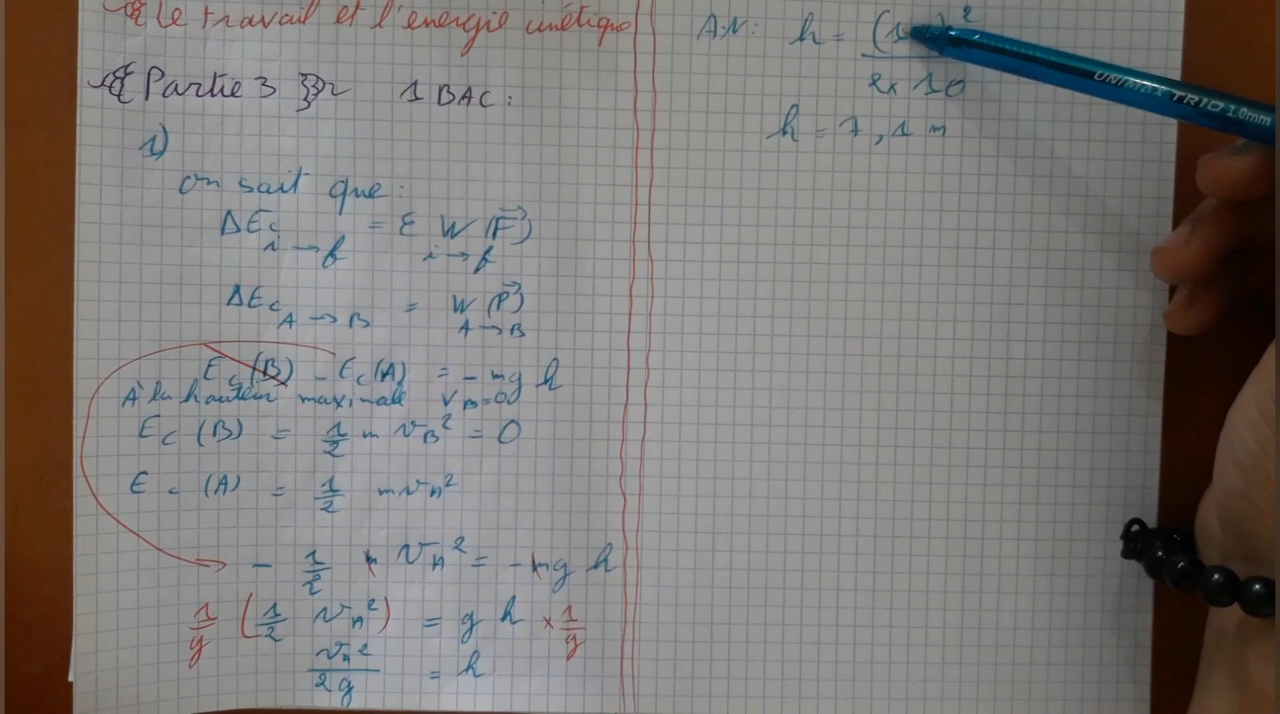 Le travail et l'énergie cinétique
Partie 3 1 BAC:
1)
on sait que:
ΔEc i→f = Σ W(F⃗) i→f
ΔEc A→B = W(P⃗) A→B
Ec(B) - Ec(A) = - mg h
À la hauteur maximale VB=0
Ec(B) = 1/2 m vB² = 0
Ec(A) = 1/2 m vA²
- 1/2 m vA² = - mg h
1/g (1/2 vA²) = g h × 1/g
vA²/2g = h
A.N: h = ( )²
2x 10
h = 7,1 m
UNIMAX TRIO 1.0mm